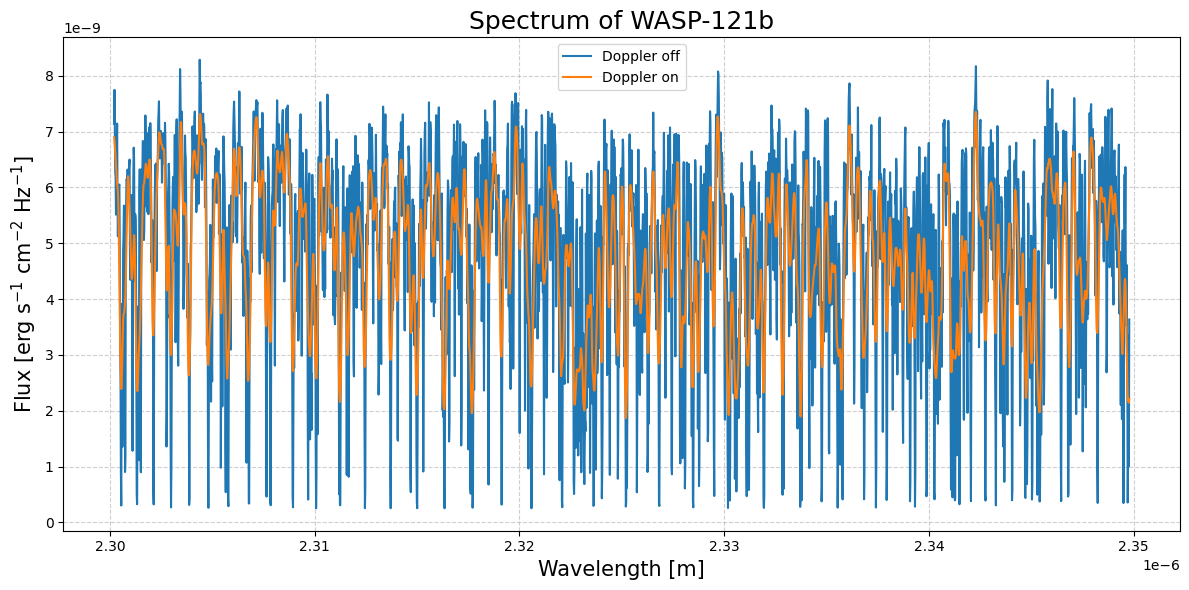 Spectrum of WASP-121b
1e−9
Doppler off
Doppler on
8
7
6
5
4
3
2
1
0
Flux [erg s⁻¹ cm⁻² Hz⁻¹]
2.30 2.31 2.32 2.33 2.34 2.35
1e−6
Wavelength [m]